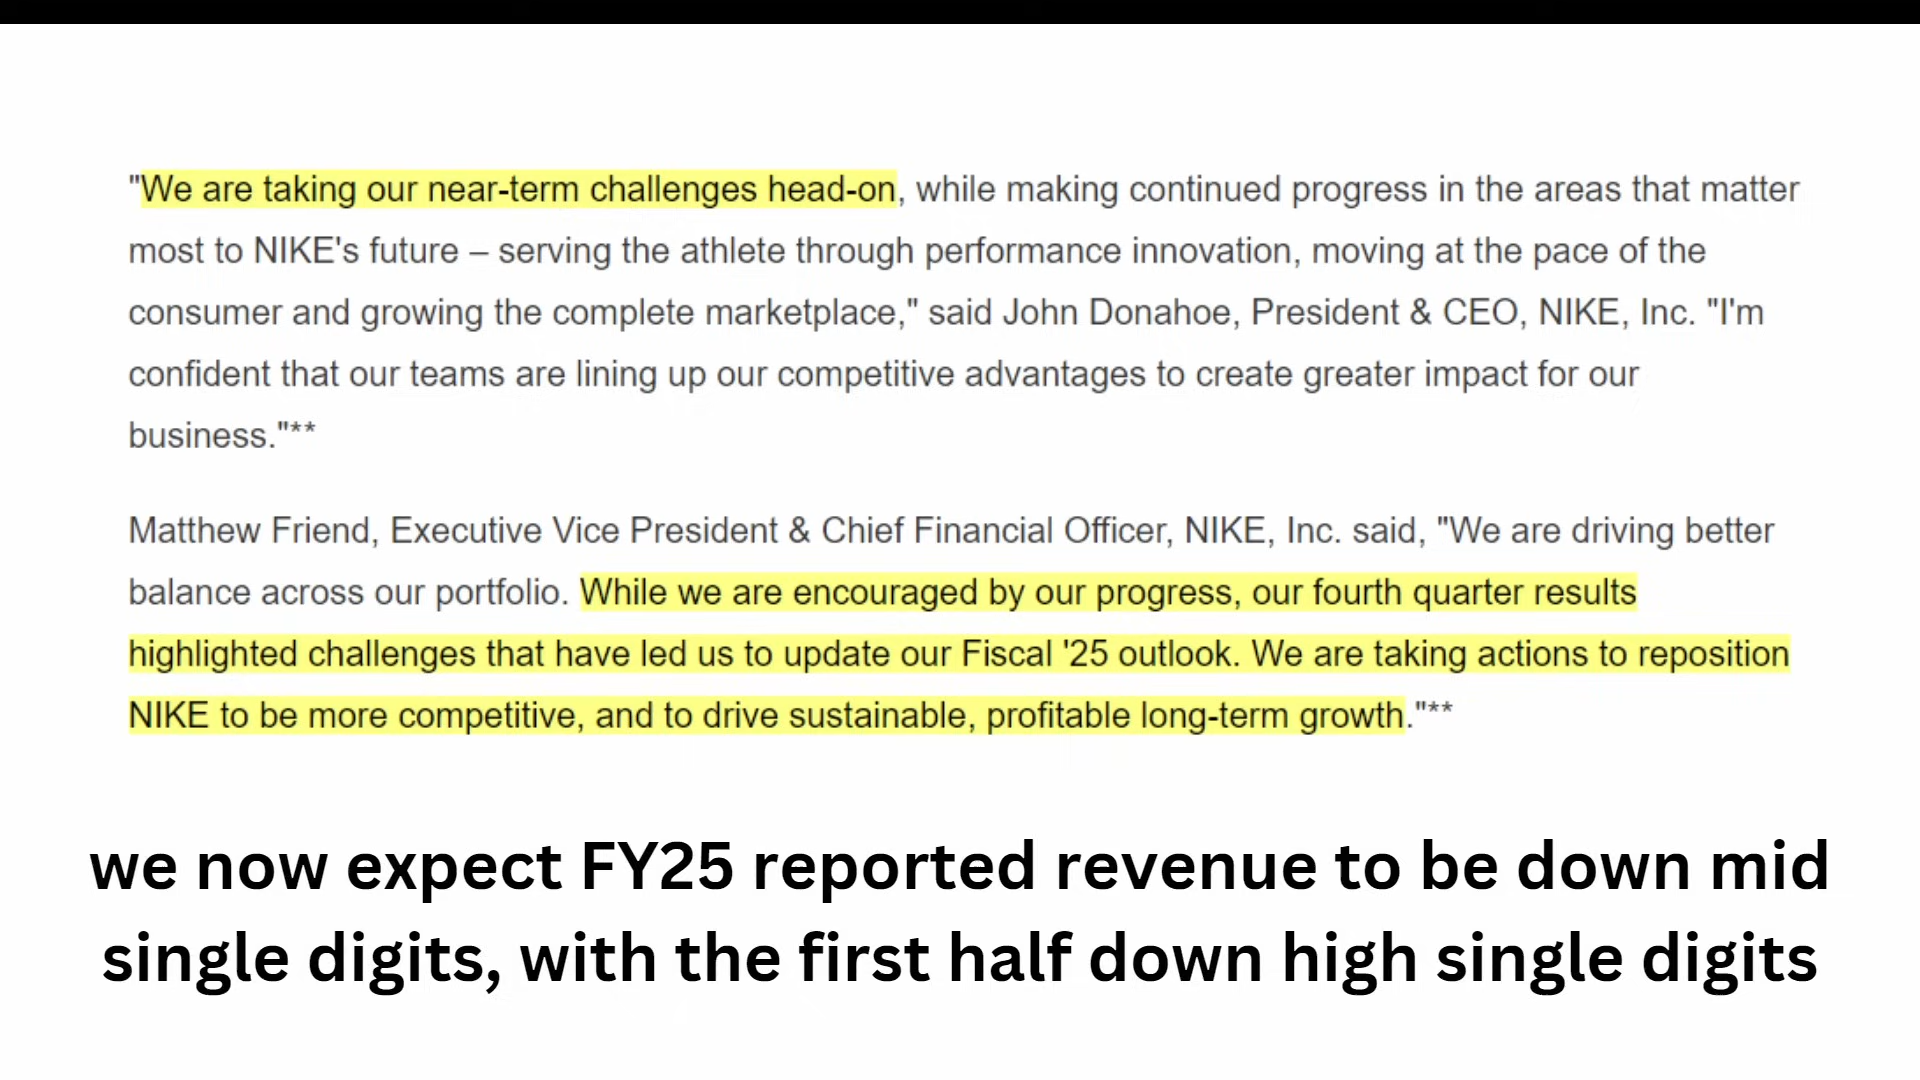 "We are taking our near-term challenges head-on, while making continued progress in the areas that matter
most to NIKE's future – serving the athlete through performance innovation, moving at the pace of the
consumer and growing the complete marketplace," said John Donahoe, President & CEO, NIKE, Inc. "I'm
confident that our teams are lining up our competitive advantages to create greater impact for our
business."**
Matthew Friend, Executive Vice President & Chief Financial Officer, NIKE, Inc. said, "We are driving better
balance across our portfolio. While we are encouraged by our progress, our fourth quarter results
highlighted challenges that have led us to update our Fiscal '25 outlook. We are taking actions to reposition
NIKE to be more competitive, and to drive sustainable, profitable long-term growth."**
we now expect FY25 reported revenue to be down mid
single digits, with the first half down high single digits